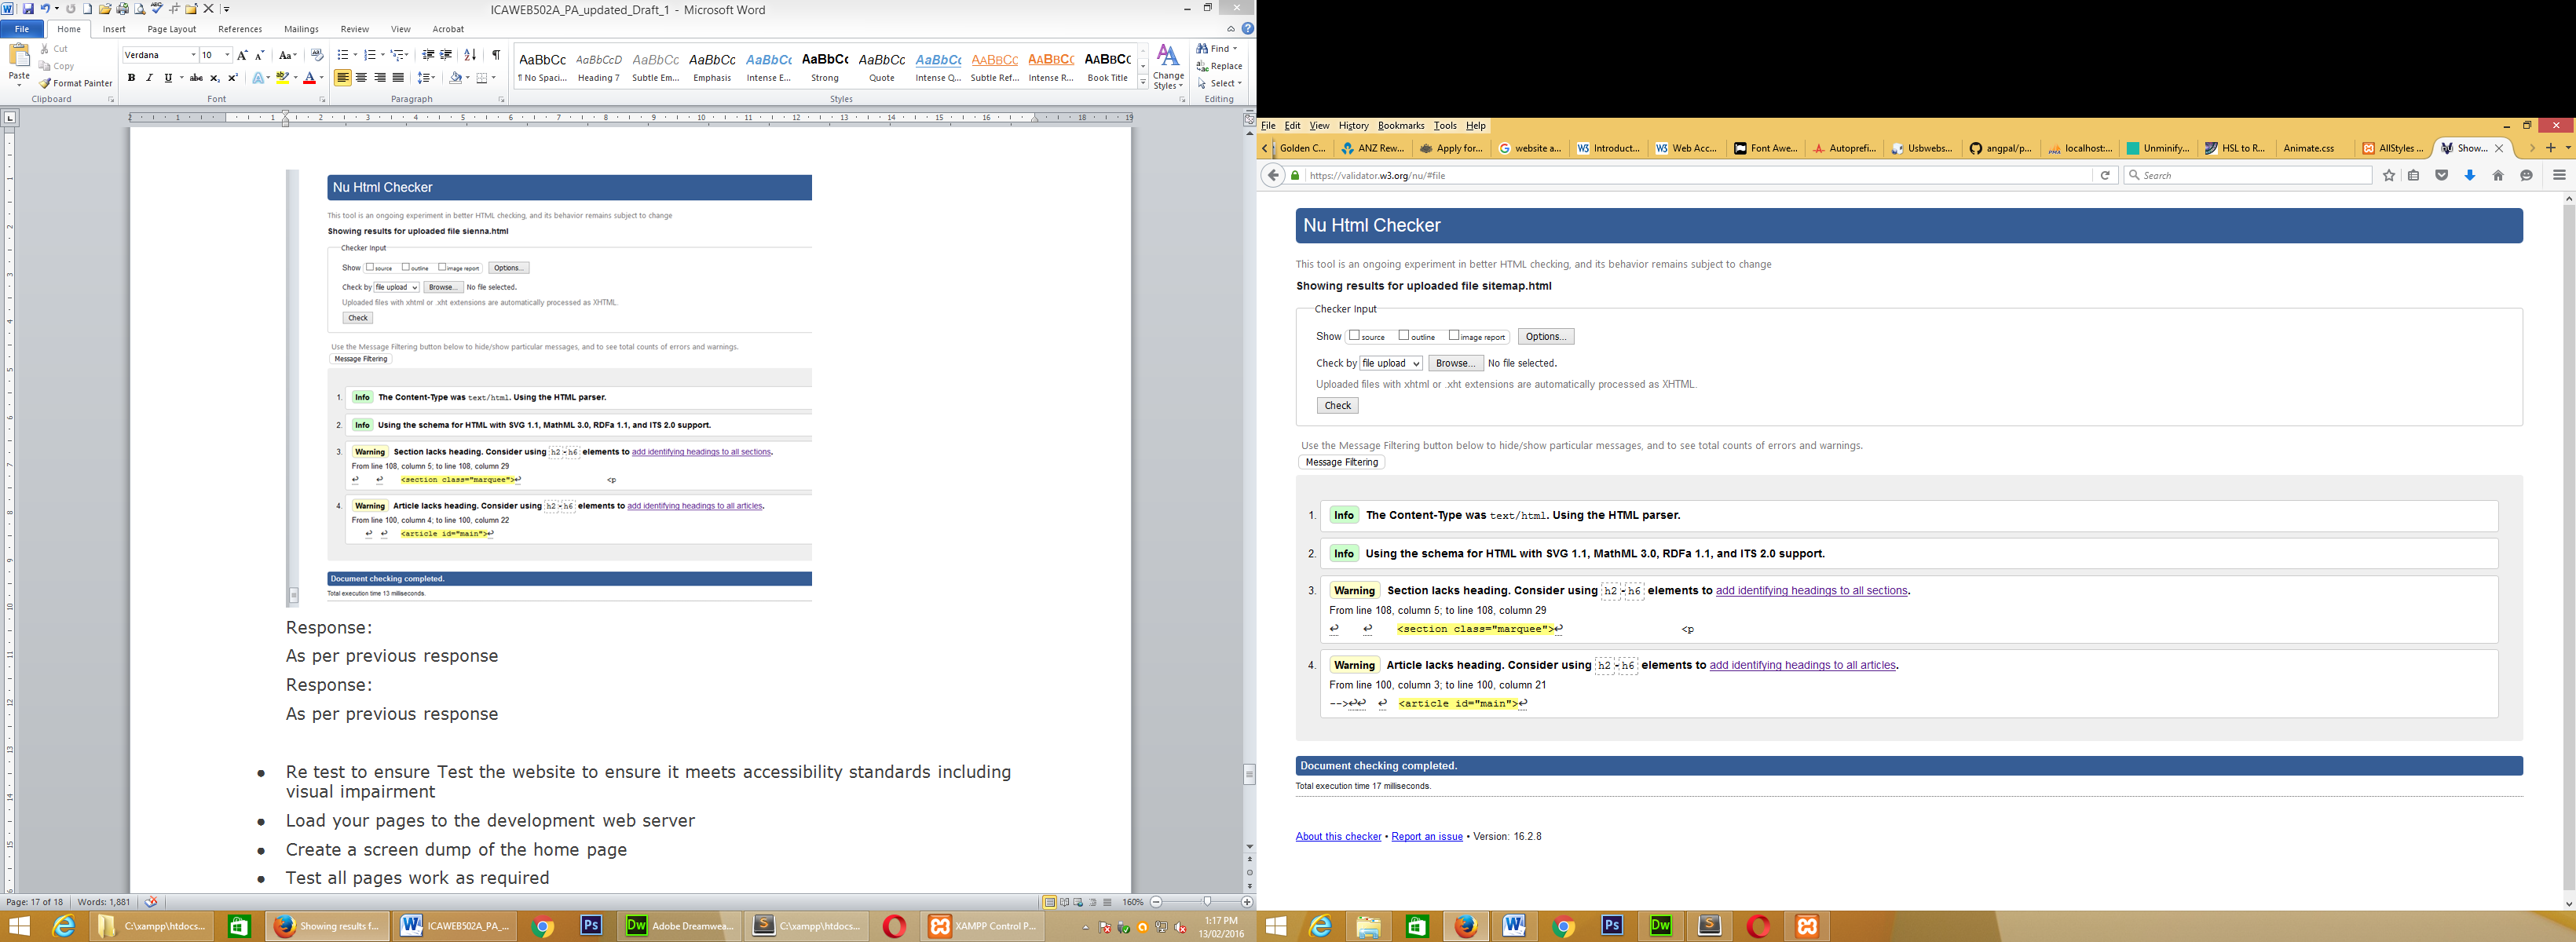 ICAWEB502A_PA_updated_Draft_1 - Microsoft Word
File Home Insert Page Layout References Mailings Review View Acrobat
Paste
Cut
Copy
Format Painter
Clipboard
Verdana 10
Font
Paragraph
AaBbCc AaBbCcD AaBbCc AaBbCc AaBbCc AaBbCc AaBbCc AaBbCc AABBCC AABBCC AABBCC
¶ No Spaci... Heading 7 Subtle Em... Emphasis Intense E... Strong Quote Intense Q... Subtle Ref... Intense R... Book Title
Change Styles
Styles
Find
Replace
Select
Editing
Nu Html Checker
This tool is an ongoing experiment in better HTML checking, and its behavior remains subject to change
Showing results for uploaded file sienna.html
Checker Input
Show source outline image report Options...
Check by file upload Browse... No file selected.
Uploaded files with xhtml or .xht extensions are automatically processed as XHTML.
Check
Use the Message Filtering button below to hide/show particular messages, and to see total counts of errors and warnings.
Message Filtering
1. Info The Content-Type was text/html. Using the HTML parser.
2. Info Using the schema for HTML with SVG 1.1, MathML 3.0, RDFa 1.1, and ITS 2.0 support.
3. Warning Section lacks heading. Consider using h2-h6 elements to add identifying headings to all sections.
From line 108, column 5; to line 108, column 29
↩ ↩ <section class="marquee">↩ <p
4. Warning Article lacks heading. Consider using h2-h6 elements to add identifying headings to all articles.
From line 100, column 4; to line 100, column 22
↩ ↩ <article id="main">↩
Document checking completed.
Total execution time 13 milliseconds.
Response:
As per previous response
Response:
As per previous response
• Re test to ensure Test the website to ensure it meets accessibility standards including
visual impairment
• Load your pages to the development web server
• Create a screen dump of the home page
• Test all pages work as required
Page: 17 of 18 Words: 1,881 160%
C:\xampp\htdocs... Showing results f... ICAWEB502A_PA_... Adobe Dreamwea... C:\xampp\htdocs... XAMPP Control P...
1:17 PM
13/02/2016
File Edit View History Bookmarks Tools Help
Golden C... ANZ Rew... Apply for... website a... Introduct... Web Acc... Font Awe... Autoprefi... Usbwebs... angpal/p... localhost:... Unminify... HSL to R... Animate.css AllStyles Show...
https://validator.w3.org/nu/#file Search
Nu Html Checker
This tool is an ongoing experiment in better HTML checking, and its behavior remains subject to change
Showing results for uploaded file sitemap.html
Checker Input
Show source outline image report Options...
Check by file upload Browse... No file selected.
Uploaded files with xhtml or .xht extensions are automatically processed as XHTML.
Check
Use the Message Filtering button below to hide/show particular messages, and to see total counts of errors and warnings.
Message Filtering
1. Info The Content-Type was text/html. Using the HTML parser.
2. Info Using the schema for HTML with SVG 1.1, MathML 3.0, RDFa 1.1, and ITS 2.0 support.
3. Warning Section lacks heading. Consider using h2-h6 elements to add identifying headings to all sections.
From line 108, column 5; to line 108, column 29
↩ ↩ <section class="marquee">↩ <p
4. Warning Article lacks heading. Consider using h2-h6 elements to add identifying headings to all articles.
From line 100, column 3; to line 100, column 21
-->↩↩ ↩ <article id="main">↩
Document checking completed.
Total execution time 17 milliseconds.
About this checker • Report an issue • Version: 16.2.8